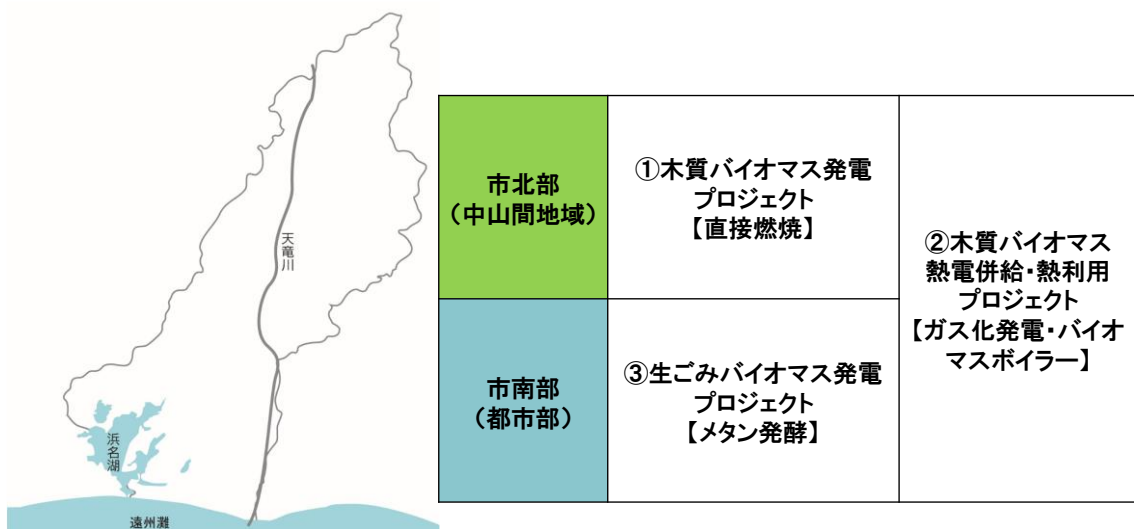 天竜川
浜名湖
遠州灘
市北部
（中山間地域）
①木質バイオマス発電
プロジェクト
【直接燃焼】
②木質バイオマス
熱電併給・熱利用
プロジェクト
【ガス化発電・バイオ
マスボイラー】
市南部
（都市部）
③生ごみバイオマス発電
プロジェクト
【メタン発酵】